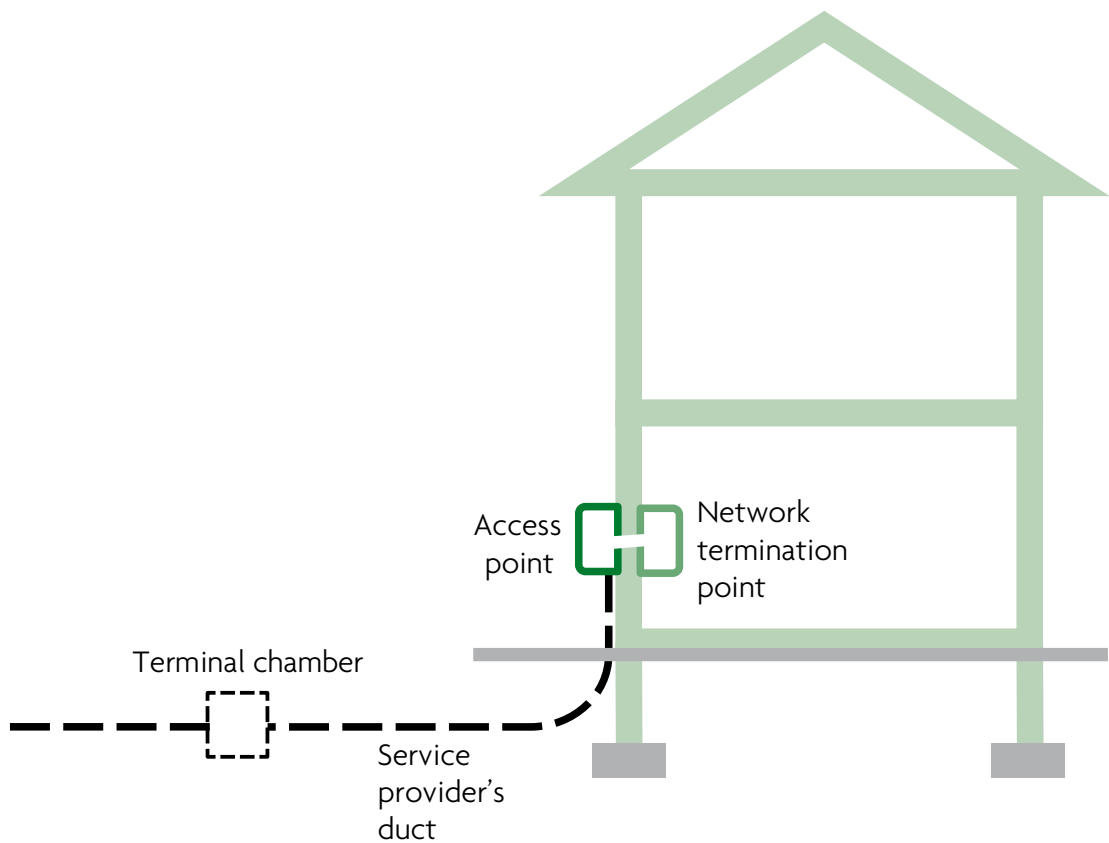 Access
point
Network
termination
point
Terminal chamber
Service
provider’s
duct